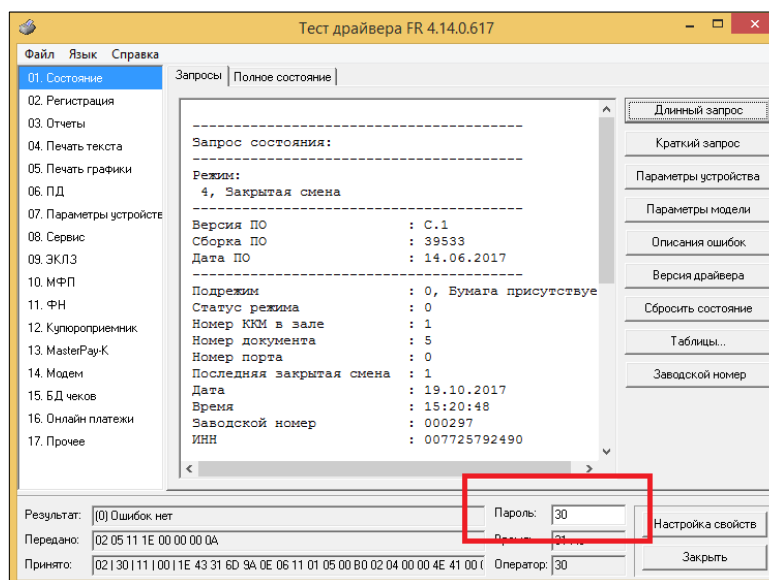 Тест драйвера FR 4.14.0.617
Файл Язык Справка
01. Состояние
02. Регистрация
03. Отчеты
04. Печать текста
05. Печать графики
06. ПД
07. Параметры устройств
08. Сервис
09. ЭКЛЗ
10. МФП
11. ФН
12. Купюроприемник
13. MasterPay-K
14. Модем
15. БД чеков
16. Онлайн платежи
17. Прочее
Запросы Полное состояние
Запрос состояния:
Режим:
4, Закрытая смена
Версия ПО : C.1
Сборка ПО : 39533
Дата ПО : 14.06.2017
Подрежим : 0, Бумага присутствуе
Статус режима : 0
Номер ККМ в зале : 1
Номер документа : 5
Номер порта : 0
Последняя закрытая смена : 1
Дата : 19.10.2017
Время : 15:20:48
Заводской номер : 000297
ИНН : 007725792490
Длинный запрос
Краткий запрос
Параметры устройства
Параметры модели
Описания ошибок
Версия драйвера
Сбросить состояние
Таблицы...
Заводской номер
Результат: (0) Ошибок нет
Передано: 02 05 11 1E 00 00 00 0A
Принято: 02 | 30 | 11 | 00 | 1E 43 31 6D 9A 0E 06 11 01 05 00 B0 02 04 00 00 4E 41 00
Пароль: 30
Оператор: 30
Настройка свойств
Закрыть